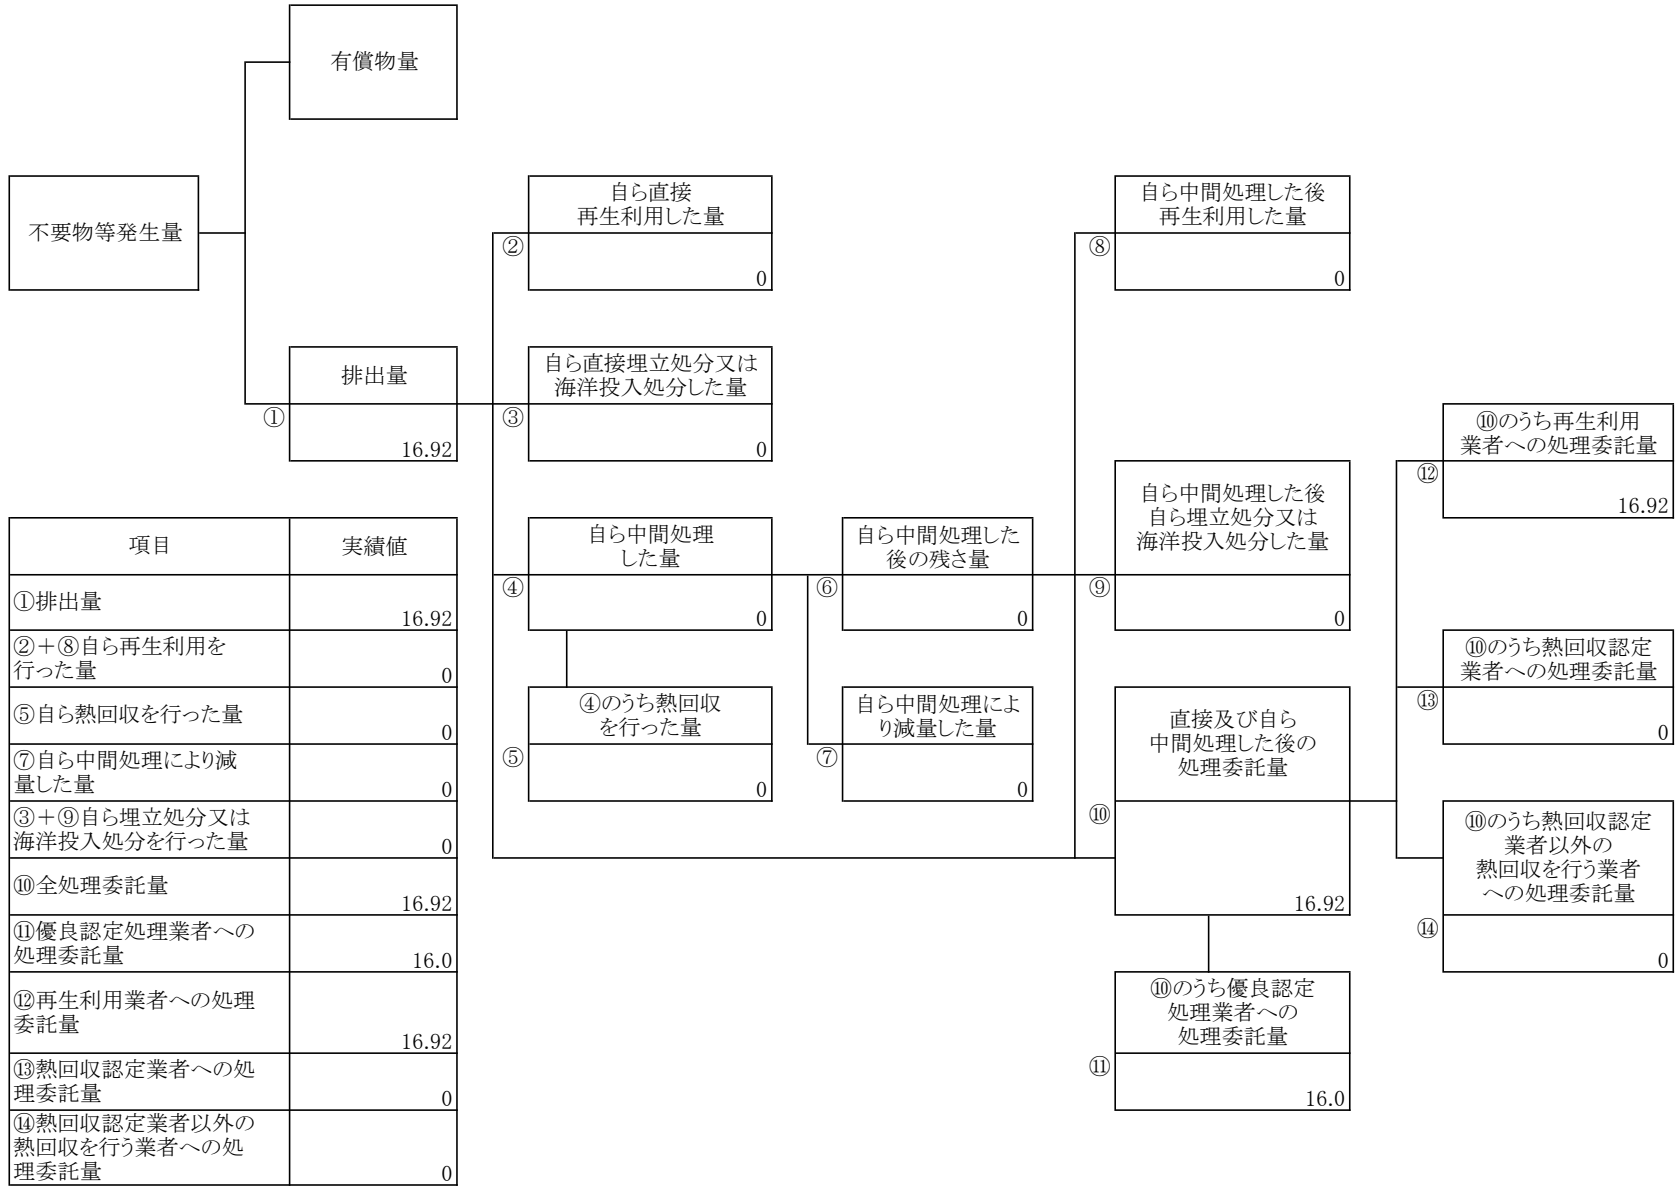 有償物量
不要物等発生量
自ら直接
再生利用した量
②
0
自ら中間処理した後
再生利用した量
⑧
0
排出量
①
16.92
自ら直接埋立処分又は
海洋投入処分した量
③
0
⑩のうち再生利用
業者への処理委託量
⑫
16.92
自ら中間処理
した量
④
0
自ら中間処理した
後の残さ量
⑥
0
自ら中間処理した後
自ら埋立処分又は
海洋投入処分した量
⑨
0
⑩のうち熱回収認定
業者への処理委託量
⑬
0
④のうち熱回収
を行った量
⑤
0
自ら中間処理によ
り減量した量
⑦
0
直接及び自ら
中間処理した後の
処理委託量
⑩
16.92
⑩のうち熱回収認定
業者以外の
熱回収を行う業者
への処理委託量
⑭
0
⑩のうち優良認定
処理業者への
処理委託量
⑪
16.0
項目 実績値
①排出量
16.92
②+⑧自ら再生利用を
行った量
0
⑤自ら熱回収を行った量
0
⑦自ら中間処理により減
量した量
0
③+⑨自ら埋立処分又は
海洋投入処分を行った量
0
⑩全処理委託量
16.92
⑪優良認定処理業者への
処理委託量
16.0
⑫再生利用業者への処理
委託量
16.92
⑬熱回収認定業者への処
理委託量
0
⑭熱回収認定業者以外の
熱回収を行う業者への処
理委託量
0